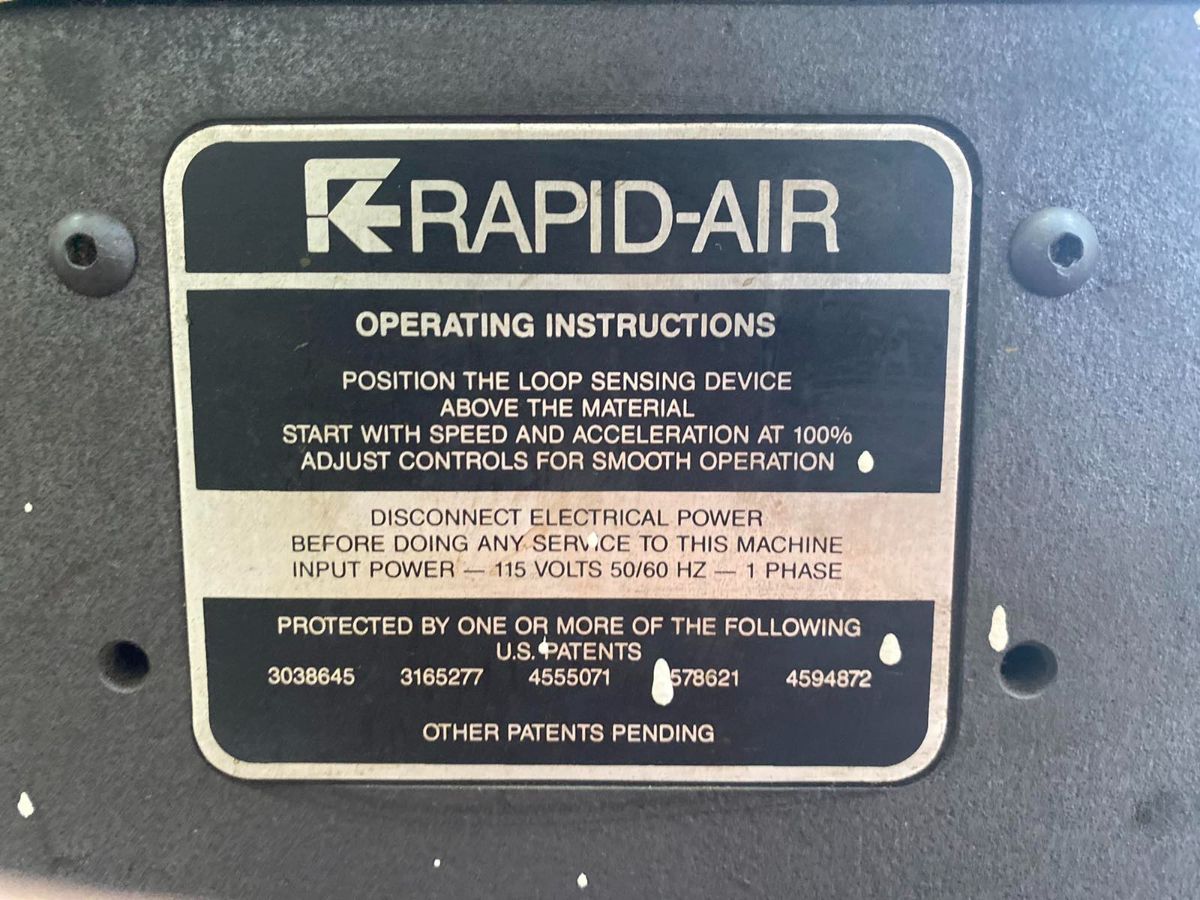 RAPID-AIR
OPERATING INSTRUCTIONS
POSITION THE LOOP SENSING DEVICE
ABOVE THE MATERIAL
START WITH SPEED AND ACCELERATION AT 100%
ADJUST CONTROLS FOR SMOOTH OPERATION
DISCONNECT ELECTRICAL POWER
BEFORE DOING ANY SERVICE TO THIS MACHINE
INPUT POWER — 115 VOLTS 50/60 HZ — 1 PHASE
PROTECTED BY ONE OR MORE OF THE FOLLOWING
U.S. PATENTS
3038645 3165277 4555071 4594872
OTHER PATENTS PENDING